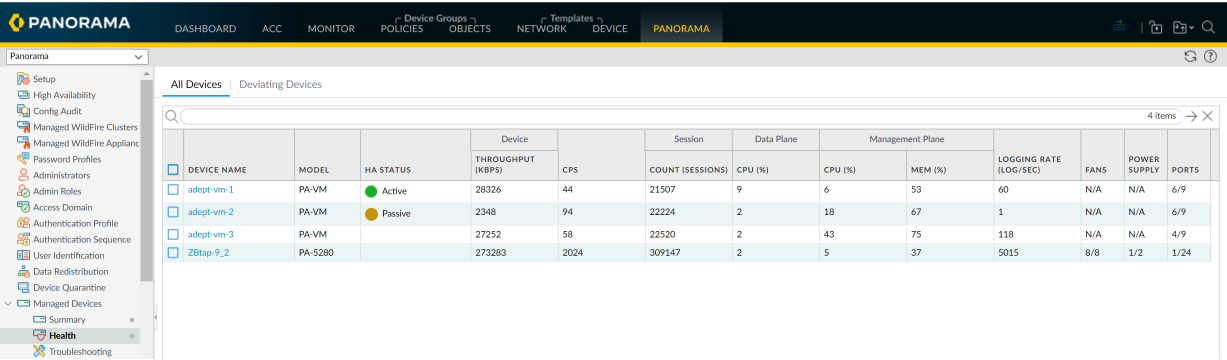 PANORAMA
DASHBOARD ACC MONITOR Device Groups POLICIES OBJECTS Templates NETWORK DEVICE PANORAMA
Panorama
Setup
High Availability
Config Audit
Managed WildFire Clusters
Managed WildFire Applianc
Password Profiles
Administrators
Admin Roles
Access Domain
Authentication Profile
Authentication Sequence
User Identification
Data Redistribution
Device Quarantine
Managed Devices
Summary
Health
Troubleshooting
All Devices Deviating Devices
4 items
Device Session Data Plane Management Plane
DEVICE NAME MODEL HA STATUS THROUGHPUT (KBPS) CPS COUNT (SESSIONS) CPU (%) CPU (%) MEM (%) LOGGING RATE (LOG/SEC) FANS POWER SUPPLY PORTS
adept-vm-1 PA-VM Active 28326 44 21507 9 6 53 60 N/A N/A 6/9
adept-vm-2 PA-VM Passive 2348 94 22224 2 18 67 1 N/A N/A 6/9
adept-vm-3 PA-VM 27252 58 22520 2 43 75 118 N/A N/A 4/9
ZBtap-9_2 PA-5280 273283 2024 309147 2 5 37 5015 8/8 1/2 1/24